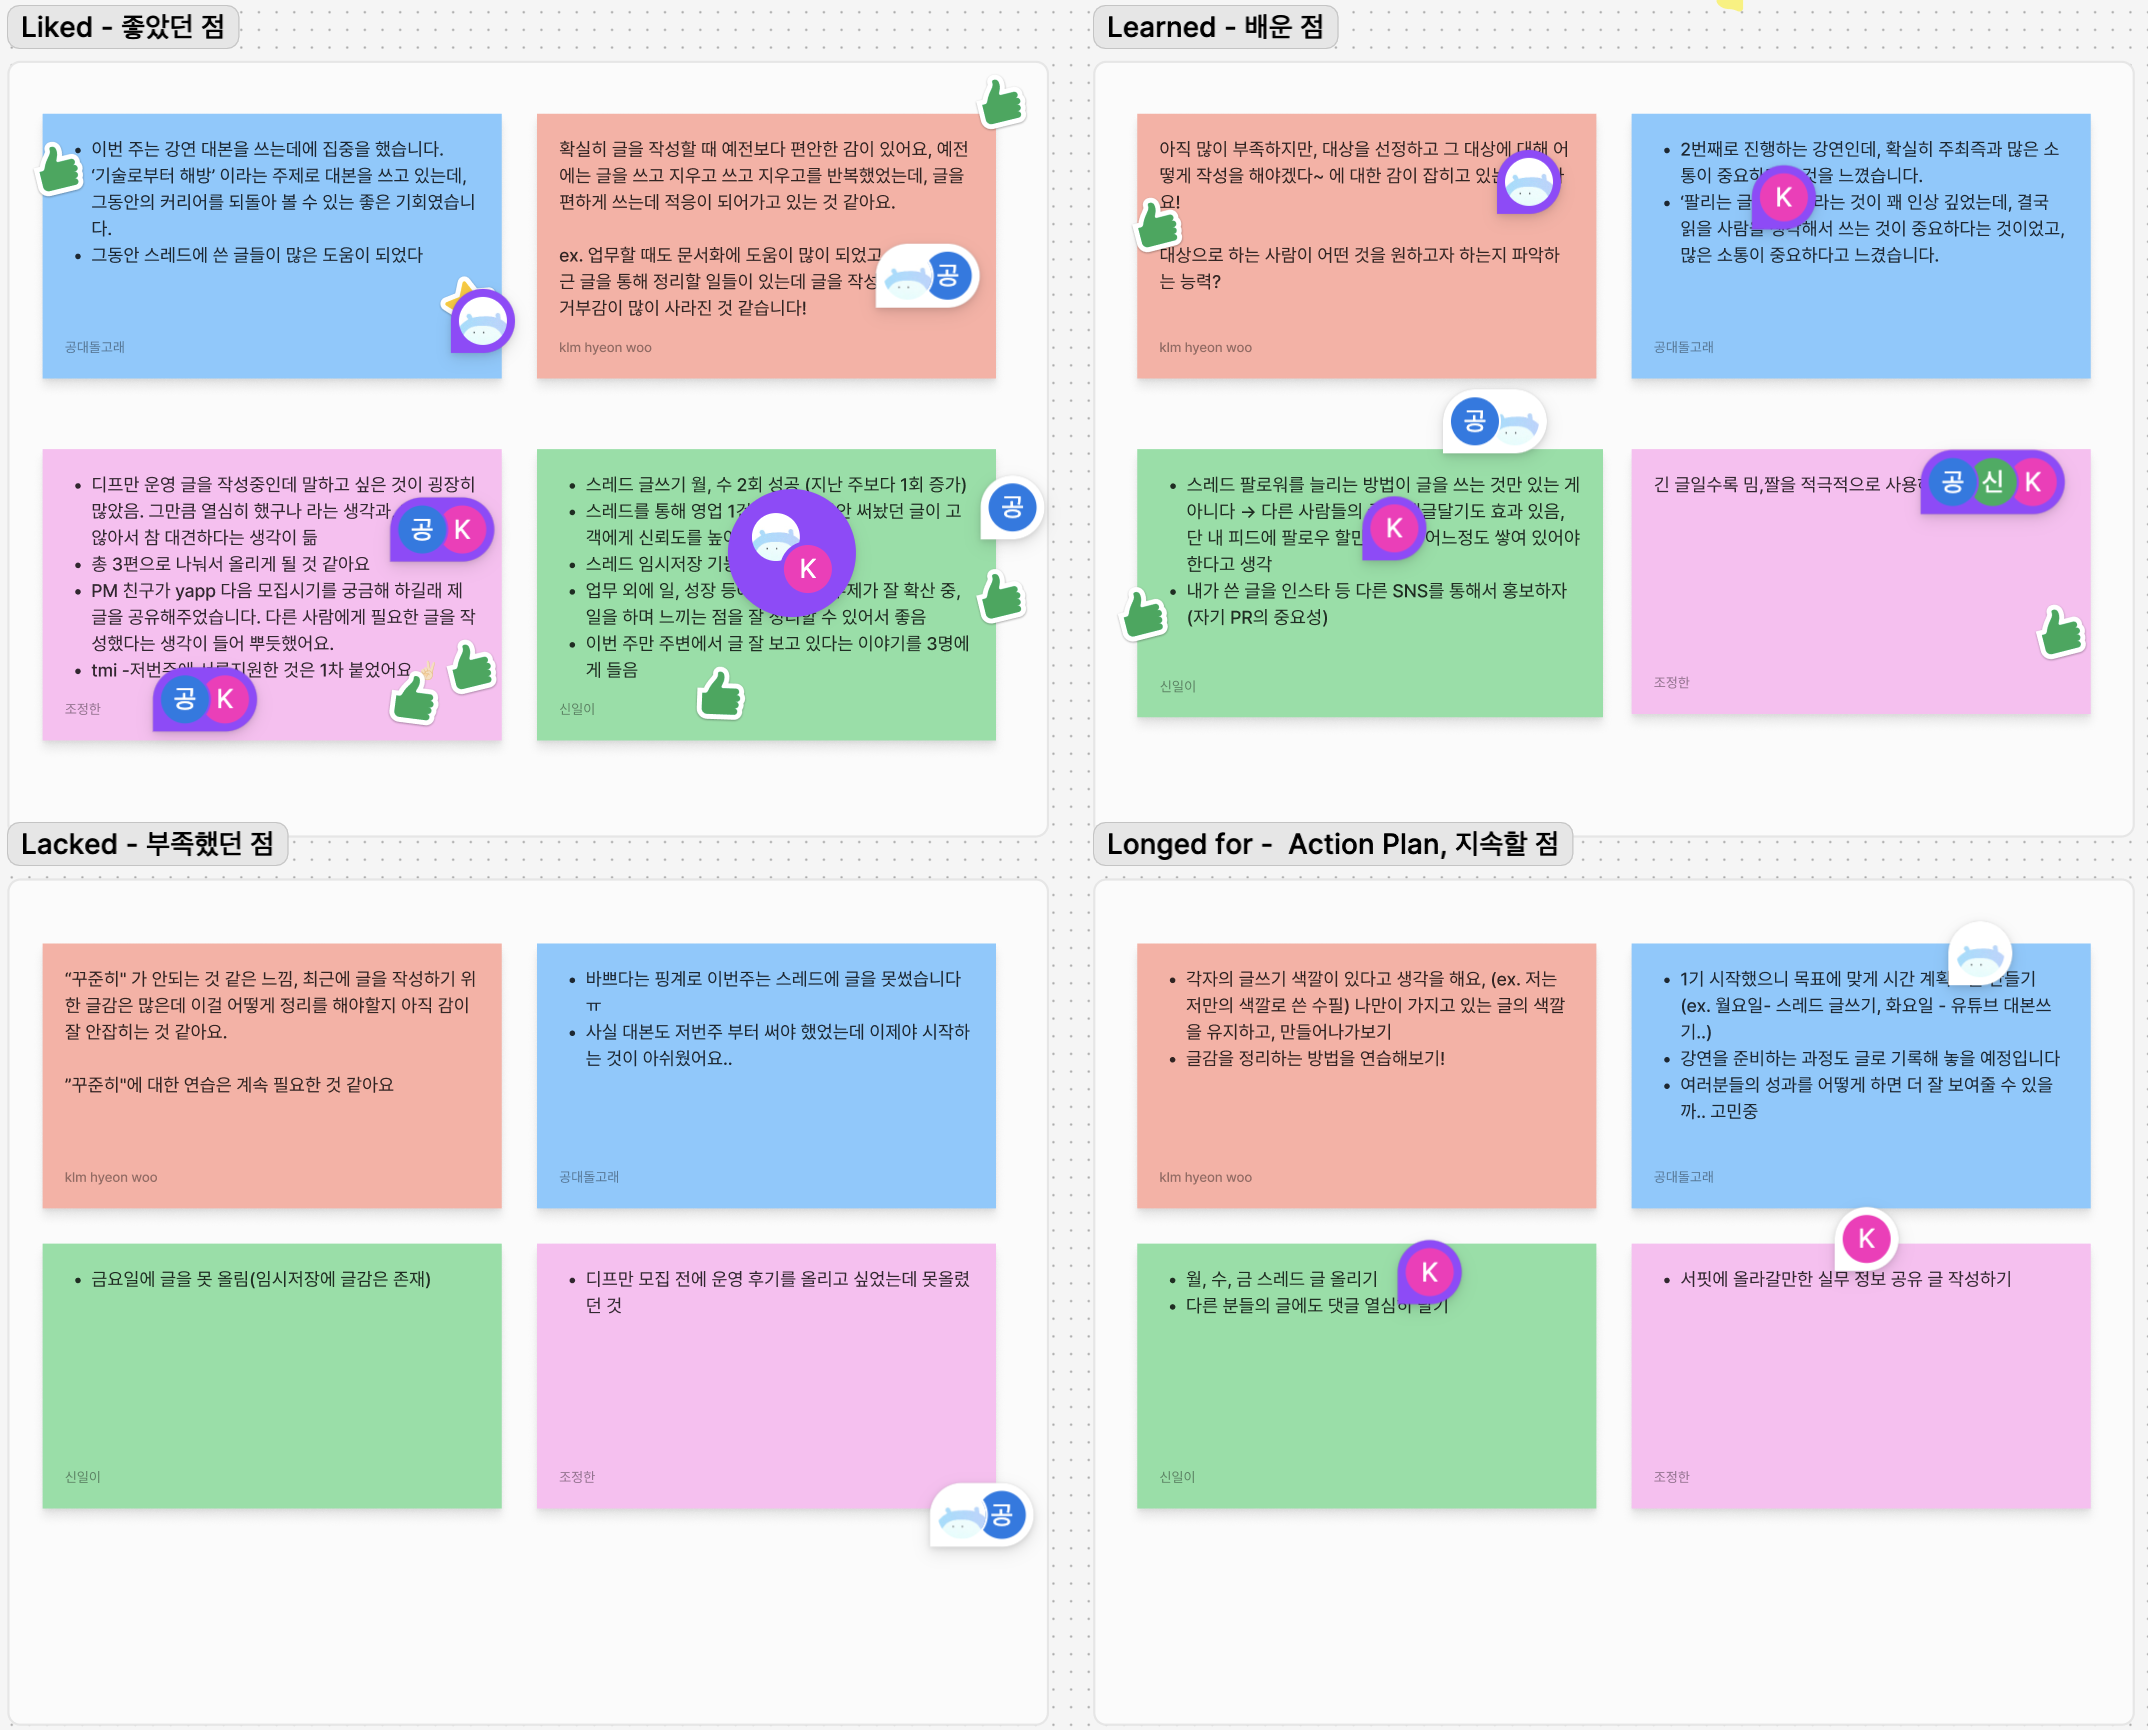 Liked - 좋았던 점
이번 주는 강연 대본을 쓰는데에 집중을 했습니다.
‘기술로부터 해방’ 이라는 주제로 대본을 쓰고 있는데,
그동안의 커리어를 되돌아 볼 수 있는 좋은 기회였습니
다.
그동안 스레드에 쓴 글들이 많은 도움이 되었다
공대돌고래
확실히 글을 작성할 때 예전보다 편안한 감이 있어요, 예전
에는 글을 쓰고 지우고 쓰고 지우고를 반복했었는데, 글을
편하게 쓰는데 적응이 되어가고 있는 것 같아요.
ex. 업무할 때도 문서화에 도움이 많이 되었고
근 글을 통해 정리할 일들이 있는데 글을
거부감이 많이 사라진 것 같습니다!
공
kIm hyeon woo
디프만 운영 글을 작성중인데 말하고 싶은 것이 굉장히
많았음. 그만큼 열심히 했구나 라는 생각과
않아서 참 대견하다는 생각이 듦
공 K
총 3편으로 나눠서 올리게 될 것 같아요
PM 친구가 yapp 다음 모집시기를 궁금해 하길래 제
글을 공유해주었습니다. 다른 사람에게 필요한 글을 작
성했다는 생각이 들어 뿌듯했어요.
tmi 것은 1차 붙었어요
공 K
조정한
스레드 글쓰기 월, 수 2회 성공 (지난 주보다 1회 증가)
스레드를 통해 영업 써놨던 글이 고
객에게 신뢰도를
스레드 임시저장
업무 외에 일, 성장 잘 확산 중,
일을 하며 느끼는 점을 잘 수 있어서 좋음
이번 주만 주변에서 글 잘 보고 있다는 이야기를 3명에
게 들음
K
공
신일이
Learned - 배운 점
아직 많이 부족하지만, 대상을 선정하고 그 대상에 대해 어
떻게 작성을 해야겠다~ 에 대한 감이 잡히고
요!
대상으로 하는 사람이 어떤 것을 원하고자 하는지 파악하
는 능력?
kIm hyeon woo
2번째로 진행하는 강연인데, 확실히 주최즉과 많은 소
통이 것을 느꼈습니다.
‘팔리는 라는 것이 꽤 인상 깊었는데, 결국
읽을 사람을 생각해서 쓰는 것이 중요하다는 것이었고,
많은 소통이 중요하다고 느겼습니다.
K
공대돌고래
공
스레드 팔로워를 늘리는 방법이 글을 쓰는 것만 있는 게
아니다 → 다른 사람들의 효과 있음,
단 내 피드에 팔로우 어느정도 쌓여 있어야
한다고 생각
내가 쓴 글을 인스타 등 다른 SNS를 통해서 홍보하자
(자기 PR의 중요성)
K
신일이
긴 글일수록 밈,짤을 적극적으로
공 신 K
조정한
Lacked - 부족했던 점
“꾸준히" 가 안되는 것 같은 느낌, 최근에 글을 작성하기 위
한 글감은 많은데 이걸 어떻게 정리를 해야할지 아직 감이
잘 안잡히는 것 같아요.
”꾸준히"에 대한 연습은 계속 필요한 것 같아요
kIm hyeon woo
바쁘다는 핑계로 이번주는 스레드에 글을 못썼습니다
ㅠ
사실 대본도 저번주 부터 써야 했었는데 이제야 시작하
는 것이 아쉬웠어요..
공대돌고래
금요일에 글을 못 올림(임시저장에 글감은 존재)
신일이
디프만 모집 전에 운영 후기를 올리고 싶었는데 못올렸
던 것
조정한
공
Longed for - Action Plan, 지속할 점
각자의 글쓰기 색깔이 있다고 생각을 해요, (ex. 저는
저만의 색깔로 쓴 수필) 나만이 가지고 있는 글의 색깔
을 유지하고, 만들어나가보기
글감을 정리하는 방법을 연습해보기!
kIm hyeon woo
1기 시작했으니 목표에 맞게 시간 만들기
(ex. 월요일- 스레드 글쓰기, 화요일 - 유튜브 대본쓰
기..)
강연을 준비하는 과정도 글로 기록해 놓을 예정입니다
여러분들의 성과를 어떻게 하면 더 잘 보여줄 수 있을
까.. 고민중
공대돌고래
월, 수, 금 스레드 글 올리기
다른 분들의 글에도 댓글 열심히 달기
K
신일이
K
서핏에 올라갈만한 실무 정보 공유 글 작성하기
조정한